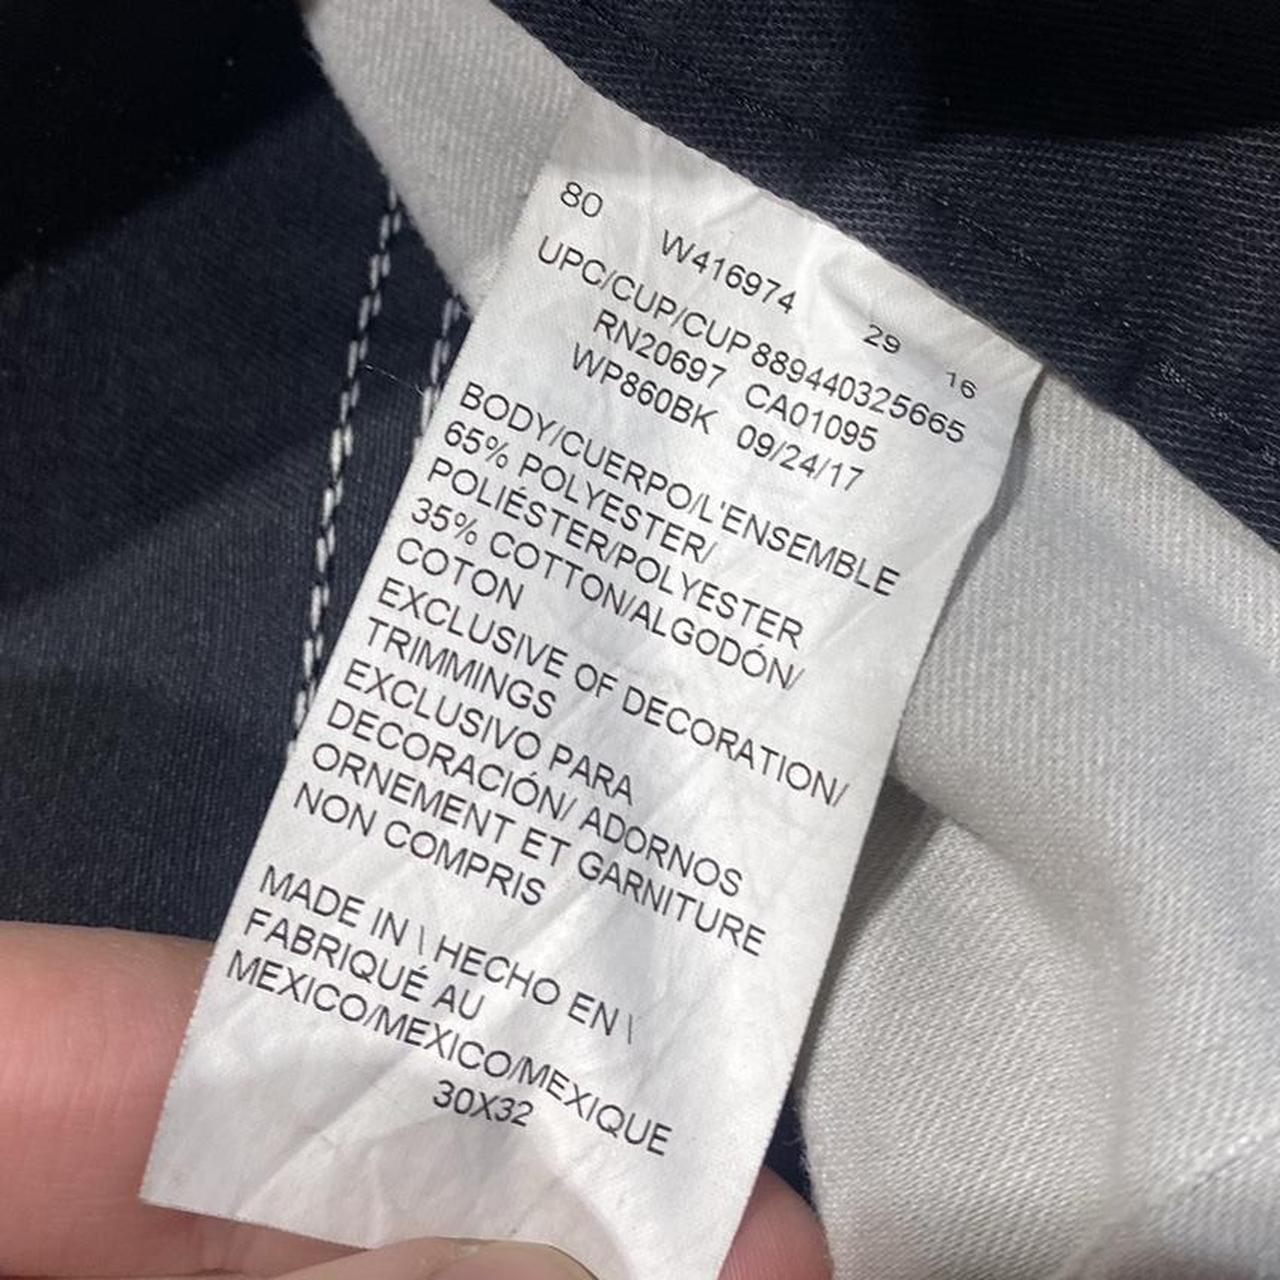 80 W416974 29 16
UPC/CUP/CUP 889440325665
RN20697 CA01095
WP860BK 09/24/17
BODY/CUERPO/L'ENSEMBLE
65% POLYESTER/
POLIÉSTER/POLYESTER
35% COTTON/ALGODÓN/
COTON
EXCLUSIVE OF DECORATION/
TRIMMINGS
EXCLUSIVO PARA
DECORACIÓN/ ADORNOS
ORNEMENT ET GARNITURE
NON COMPRIS
MADE IN \ HECHO EN \
FABRIQUÉ AU
MEXICO/MEXICO/MEXIQUE
30X32